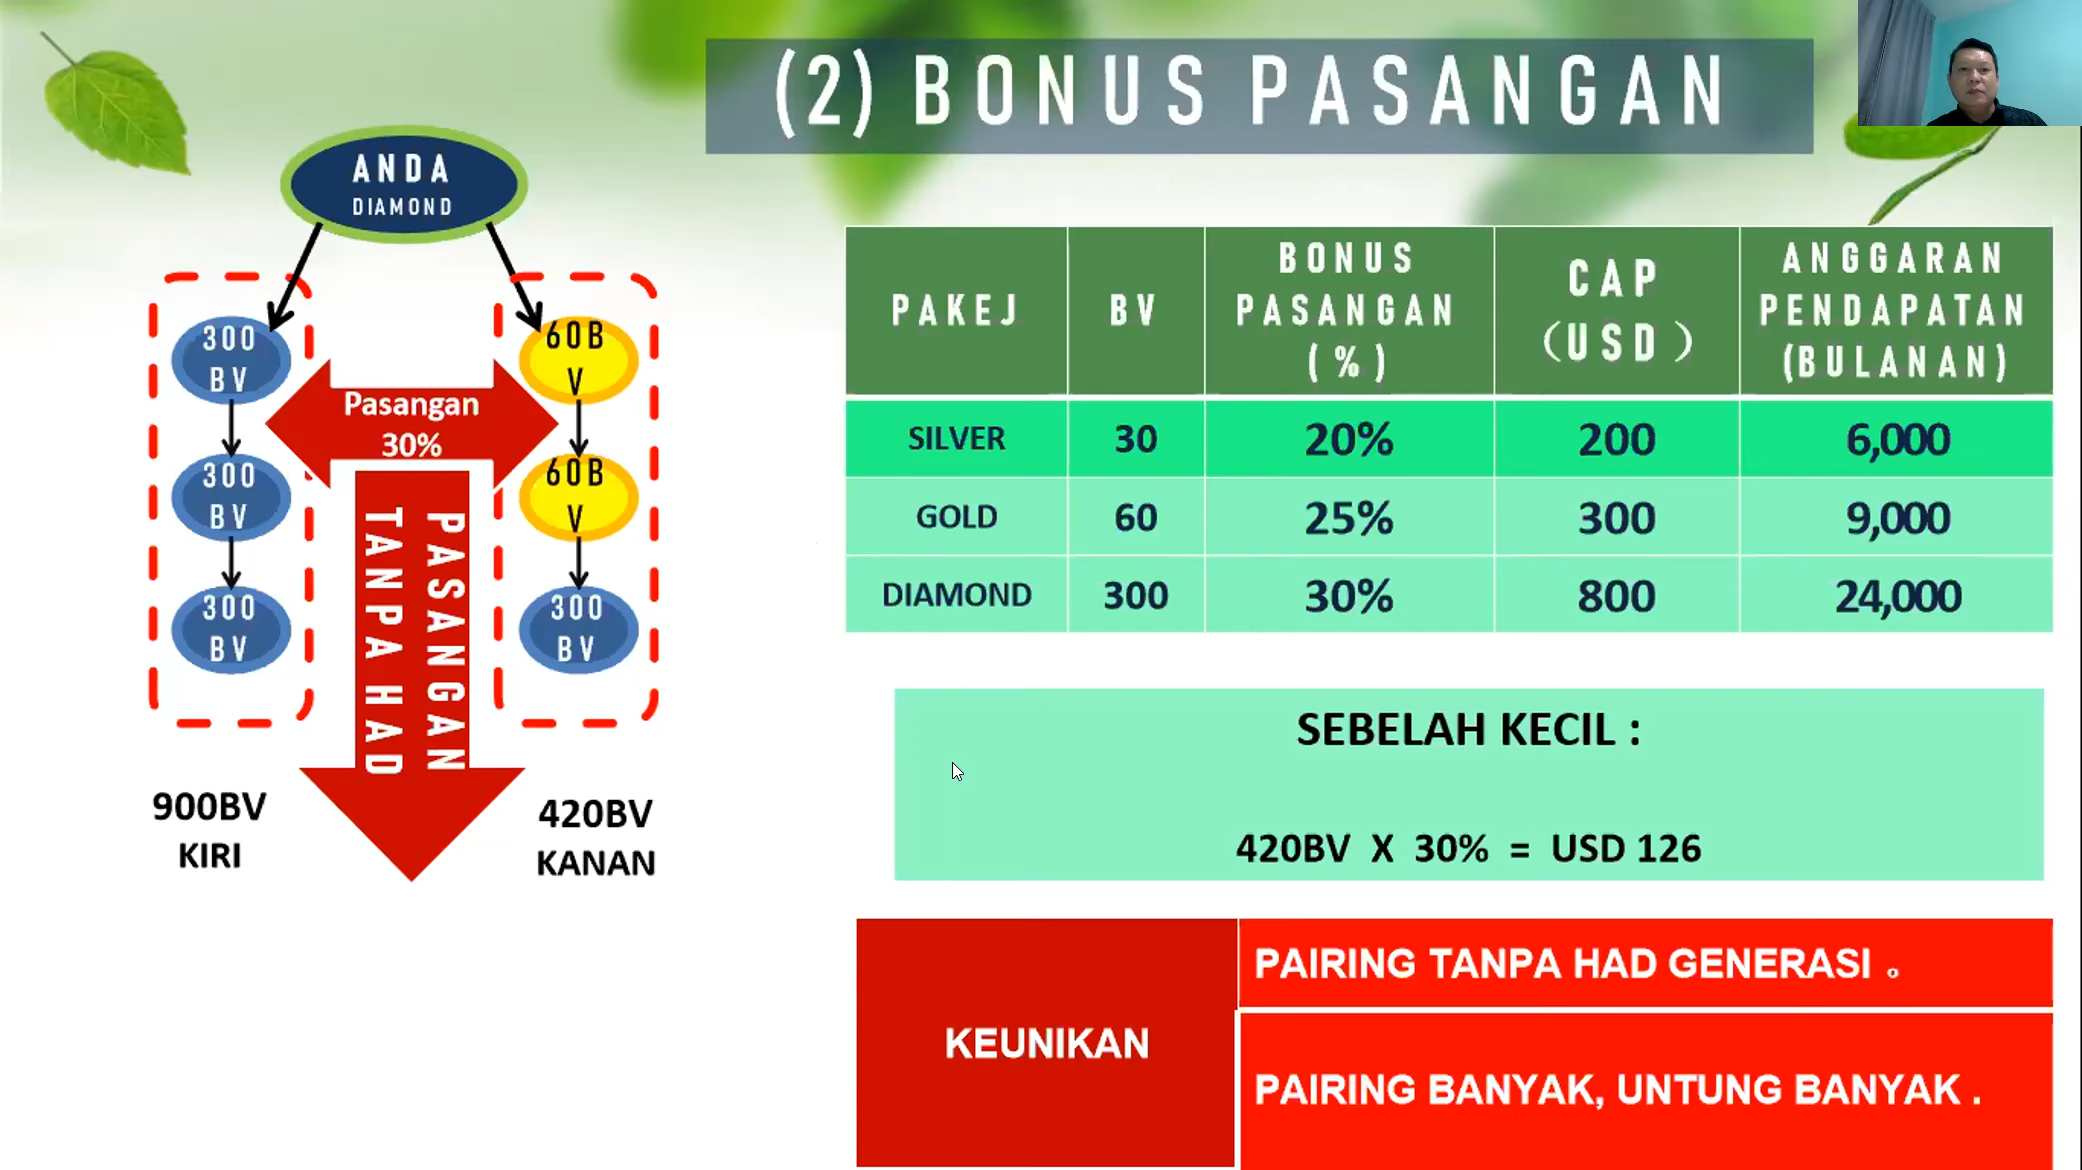 (2) BONUS PASANGAN
ANDA
DIAMOND
300
BV
300
BV
300
BV
60B
V
60B
V
300
BV
Pasangan
30%
PASANGAN
TANPA HAD
900BV
KIRI
420BV
KANAN
PAKEJ BV BONUS PASANGAN (%) CAP (USD) ANGGARAN PENDAPATAN (BULANAN)
SILVER 30 20% 200 6,000
GOLD 60 25% 300 9,000
DIAMOND 300 30% 800 24,000
SEBELAH KECIL :
420BV X 30% = USD 126
KEUNIKAN
PAIRING TANPA HAD GENERASI 。
PAIRING BANYAK, UNTUNG BANYAK .